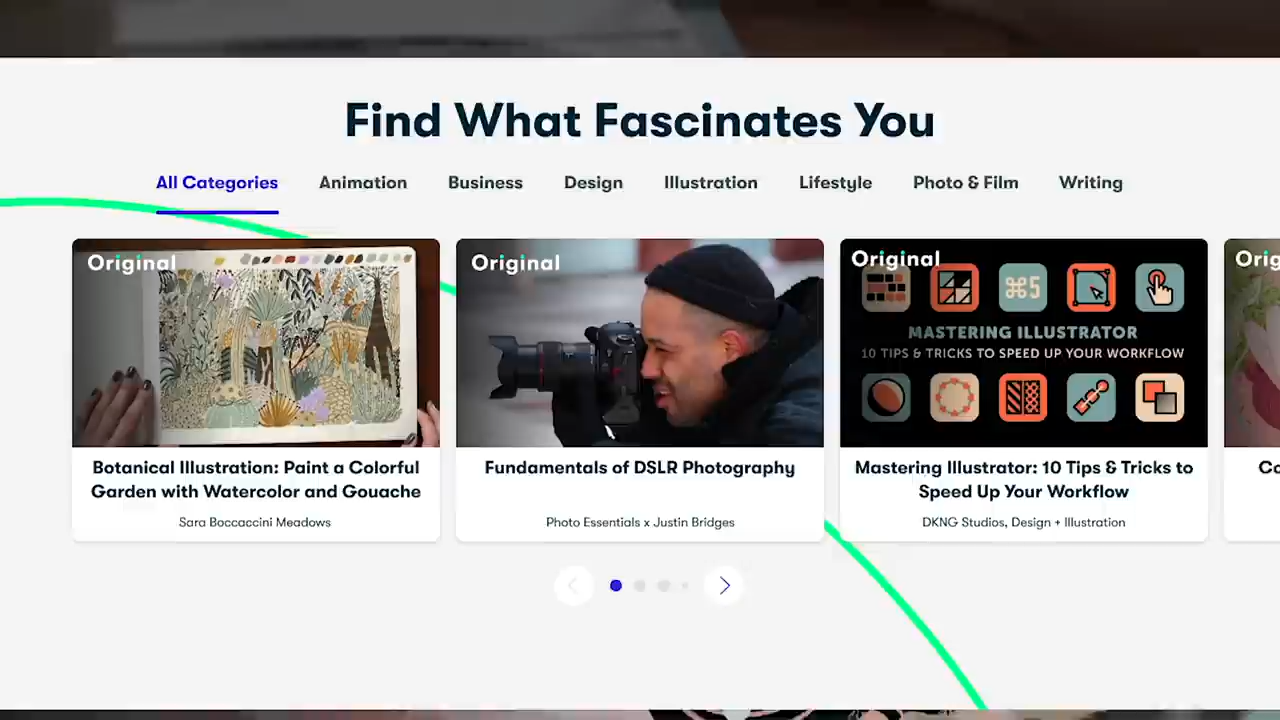 Find What Fascinates You
All Categories Animation Business Design Illustration Lifestyle Photo & Film Writing
Original
Original
Original
⌘5
MASTERING ILLUSTRATOR
10 TIPS & TRICKS TO SPEED UP YOUR WORKFLOW
Botanical Illustration: Paint a Colorful
Garden with Watercolor and Gouache
Sara Boccaccini Meadows
Fundamentals of DSLR Photography
Photo Essentials x Justin Bridges
Mastering Illustrator: 10 Tips & Tricks to
Speed Up Your Workflow
DKNG Studios, Design + Illustration